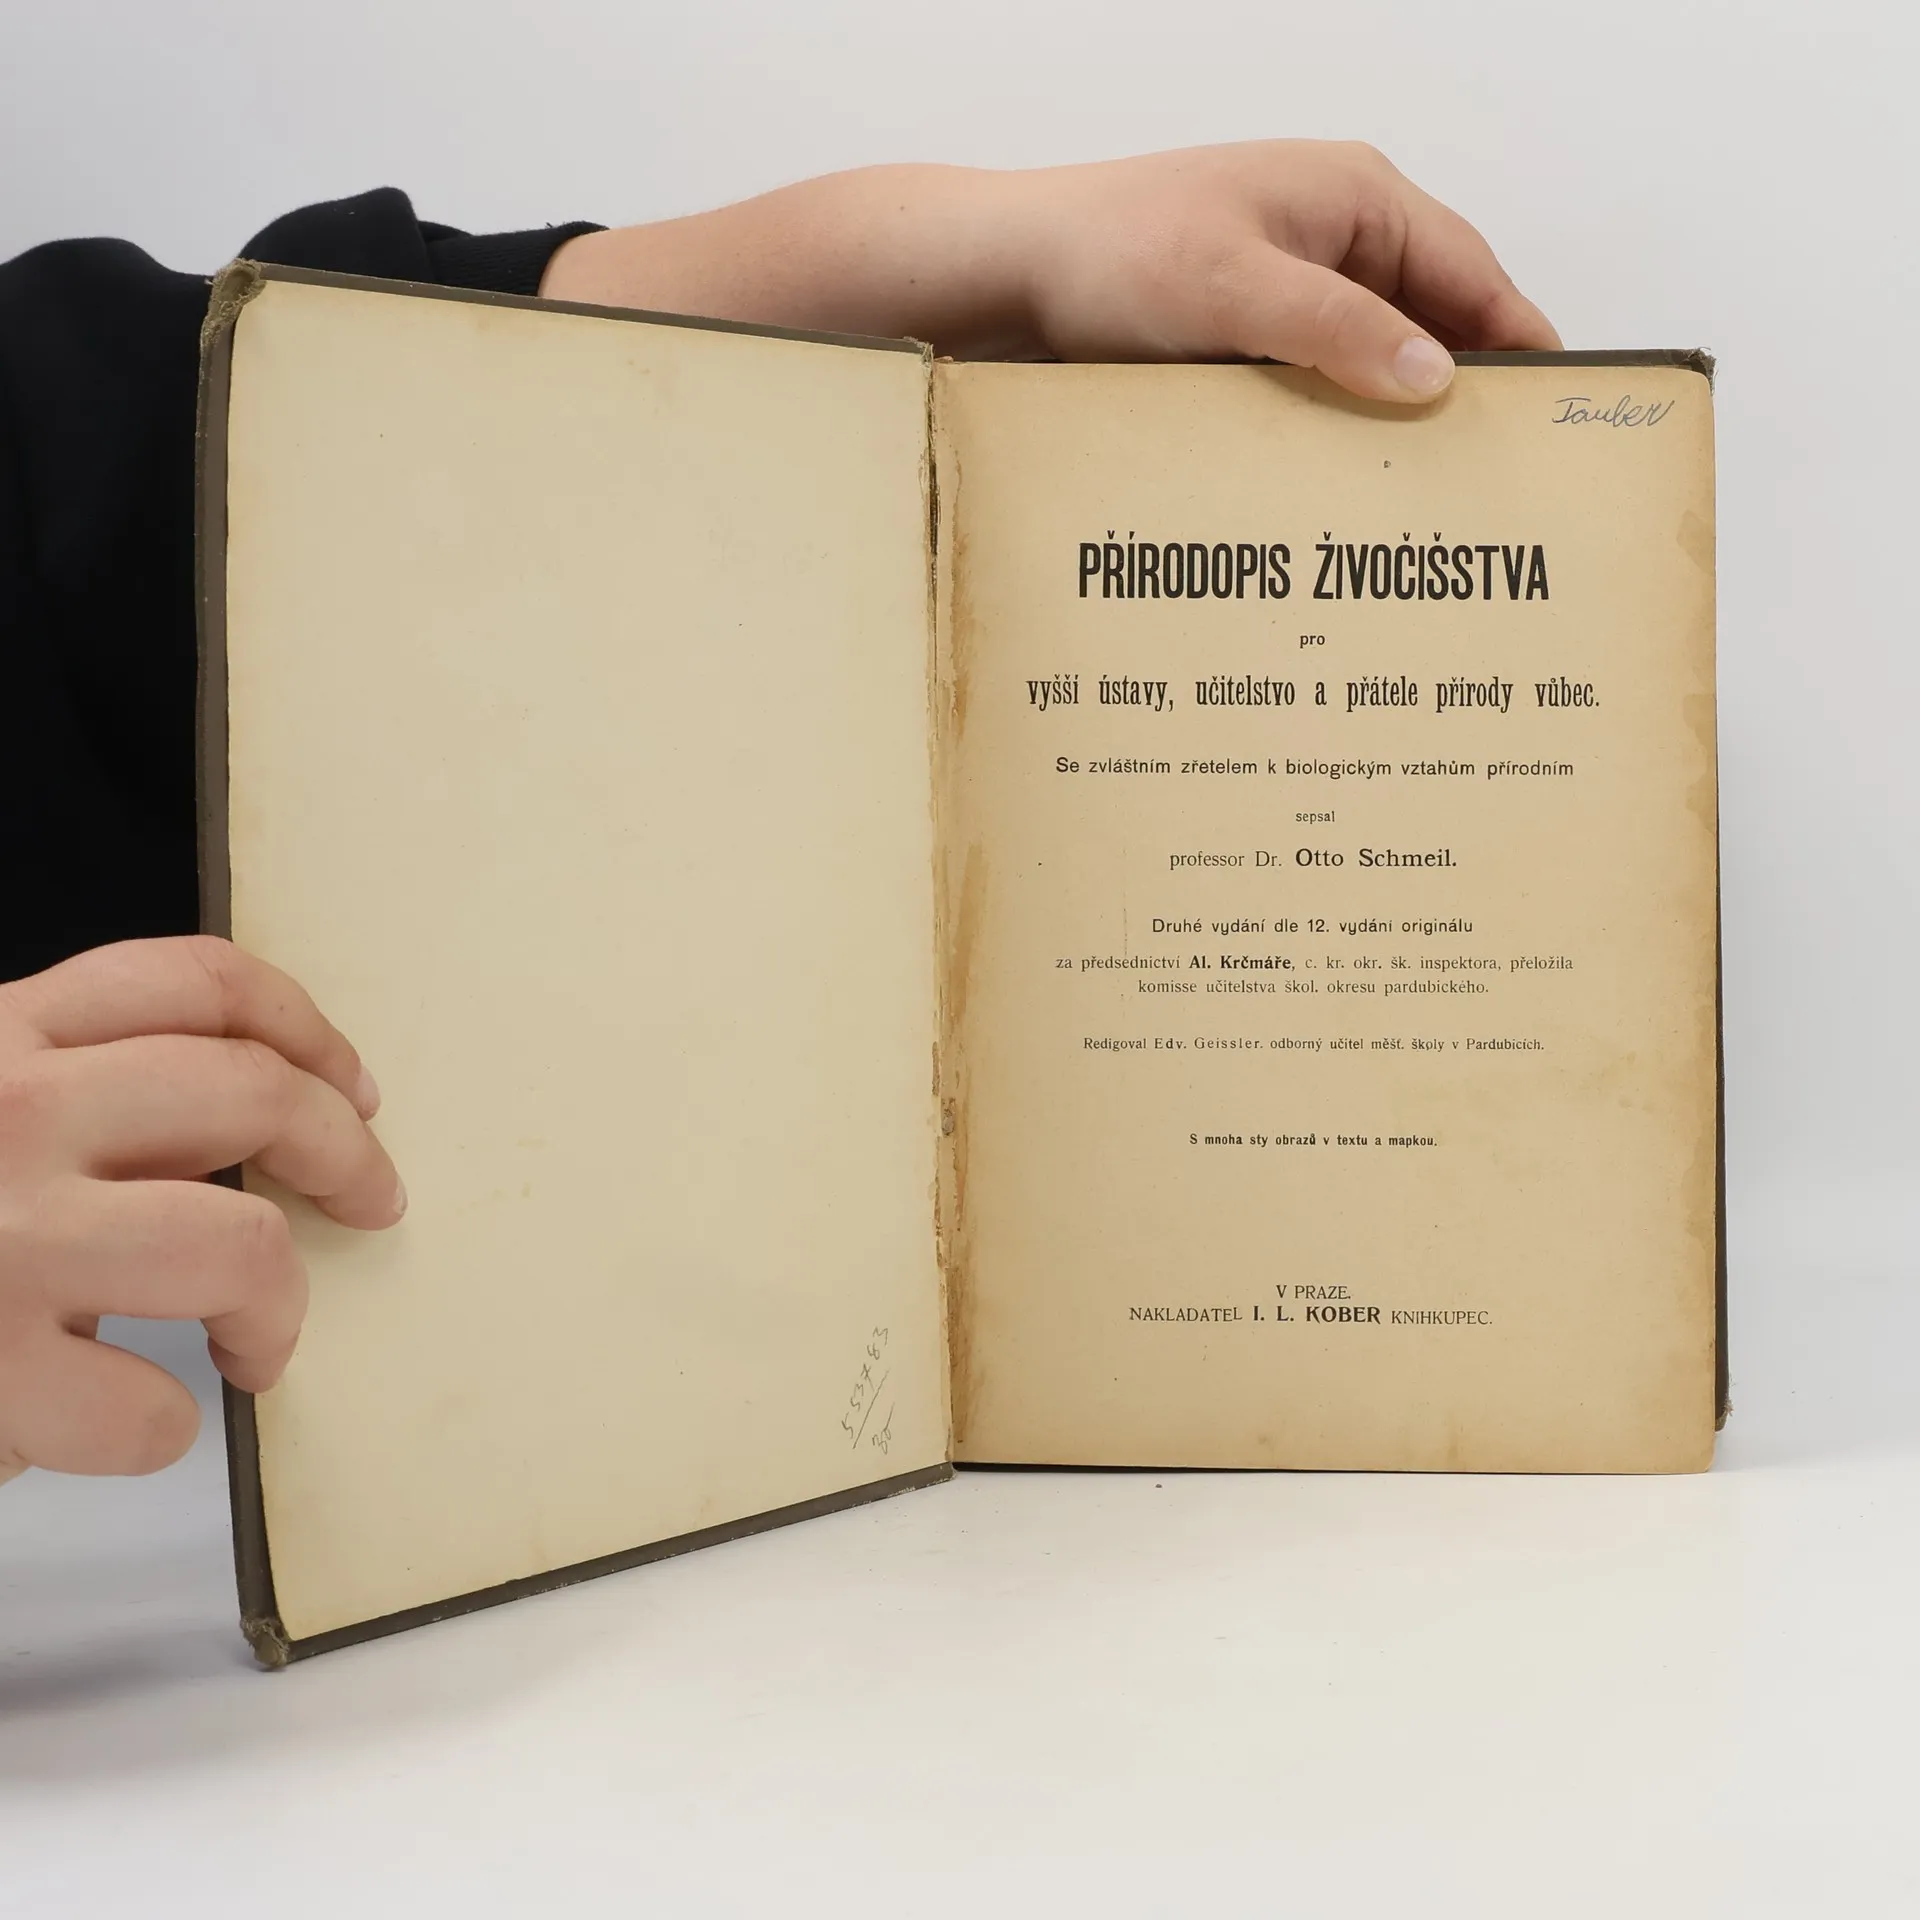 553783
30
Tauber
PŘÍRODOPIS ŽIVOČIŠSTVA
pro
vyšší ústavy, učitelstvo a přátele přírody vůbec.
Se zvláštním zřetelem k biologickým vztahům přírodním
sepsal
professor Dr. Otto Schmeil.
Druhé vydání dle 12. vydání originálu
za předsednictví Al. Krčmáře, c. kr. okr. šk. inspektora, přeložila
komisse učitelstva škol. okresu pardubického.
Redigoval Edv. Geissler. odborný učitel měšť. školy v Pardubicích.
S mnoha sty obrazů v textu a mapkou.
V PRAZE.
NAKLADATEL I. L. KOBER KNIHKUPEC.